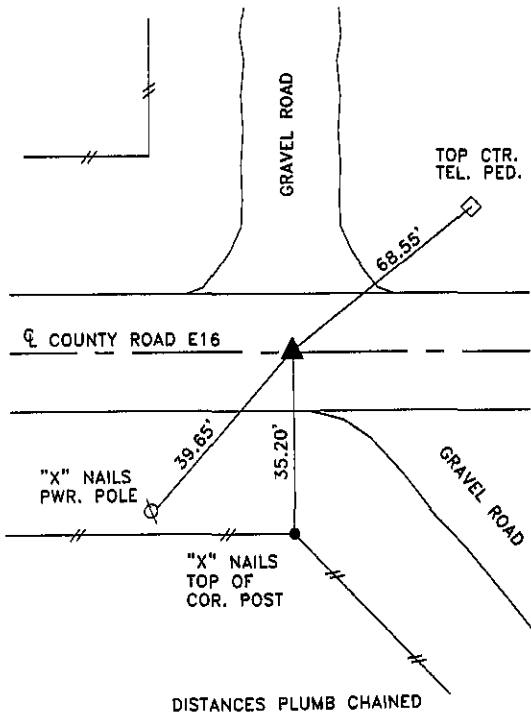 GRAVEL ROAD
TOP CTR.
TEL. PED.
68.55'
℄ COUNTY ROAD E16
39.65'
35.20'
"X" NAILS
PWR. POLE
GRAVEL ROAD
"X" NAILS
TOP OF
COR. POST
DISTANCES PLUMB CHAINED